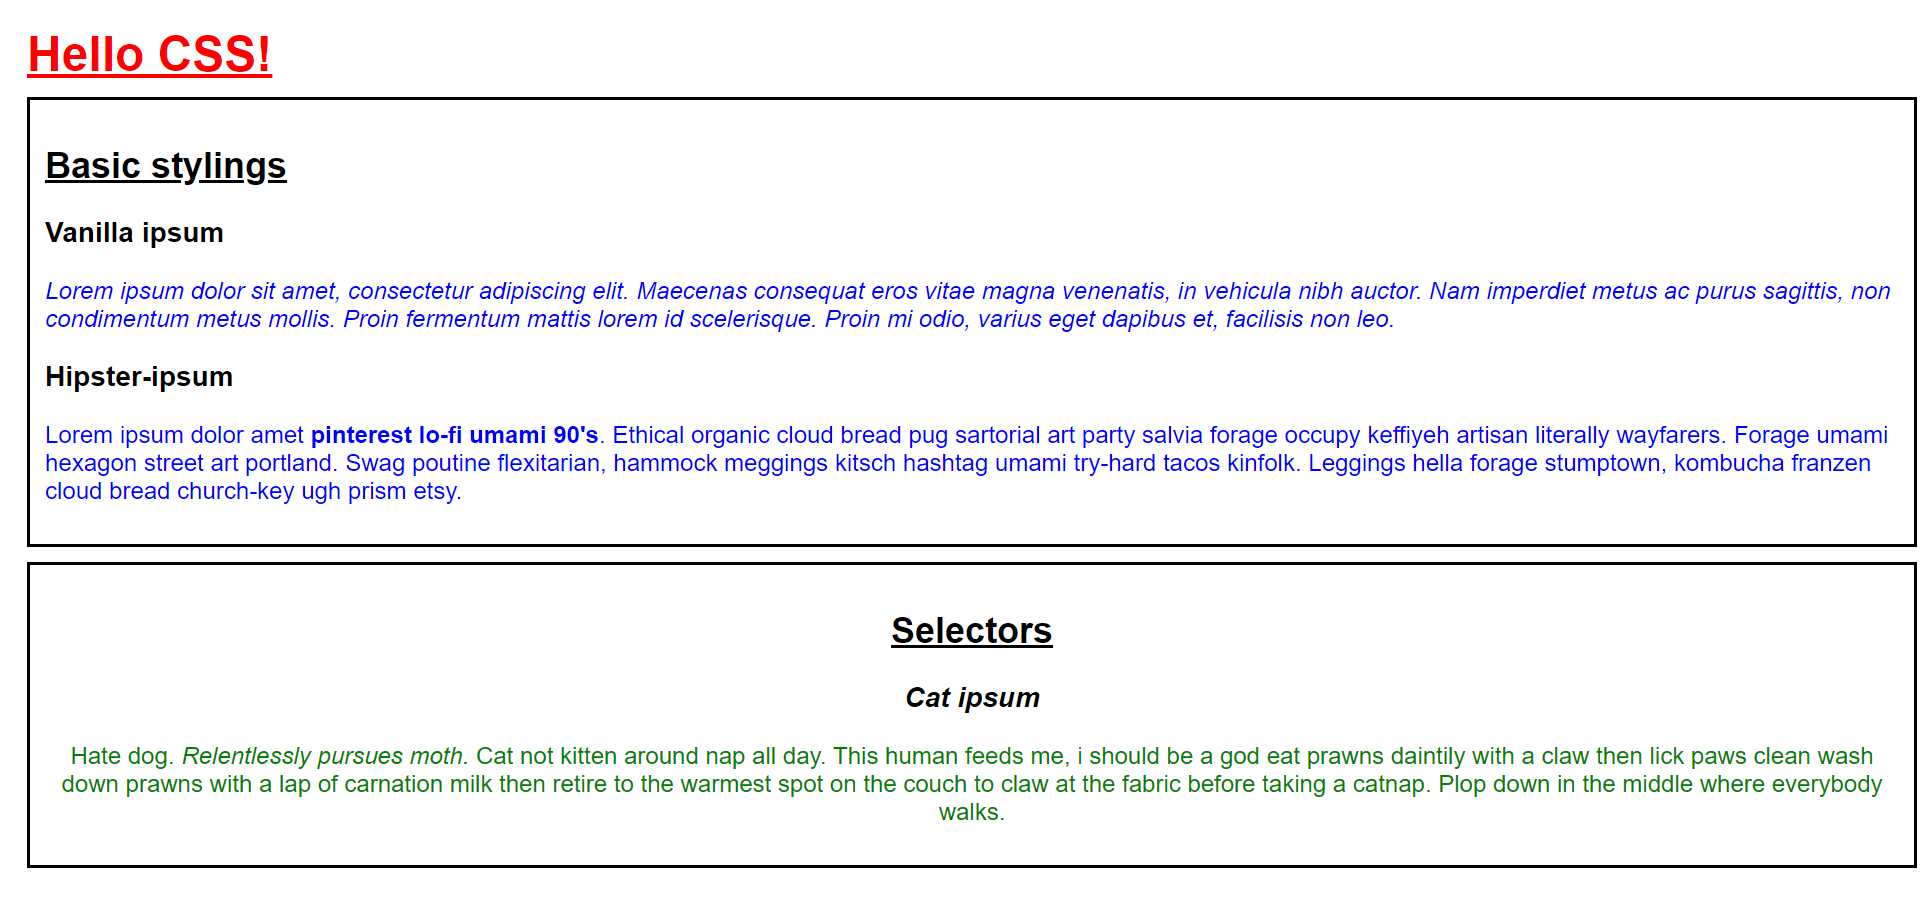 Hello CSS!
Basic stylings
Vanilla ipsum
Lorem ipsum dolor sit amet, consectetur adipiscing elit. Maecenas consequat eros vitae magna venenatis, in vehicula nibh auctor. Nam imperdiet metus ac purus sagittis, non
condimentum metus mollis. Proin fermentum mattis lorem id scelerisque. Proin mi odio, varius eget dapibus et, facilisis non leo.
Hipster-ipsum
Lorem ipsum dolor amet pinterest lo-fi umami 90's. Ethical organic cloud bread pug sartorial art party salvia forage occupy keffiyeh artisan literally wayfarers. Forage umami
hexagon street art portland. Swag poutine flexitarian, hammock meggings kitsch hashtag umami try-hard tacos kinfolk. Leggings hella forage stumptown, kombucha franzen
cloud bread church-key ugh prism etsy.
Selectors
Cat ipsum
Hate dog. Relentlessly pursues moth. Cat not kitten around nap all day. This human feeds me, i should be a god eat prawns daintily with a claw then lick paws clean wash
down prawns with a lap of carnation milk then retire to the warmest spot on the couch to claw at the fabric before taking a catnap. Plop down in the middle where everybody
walks.